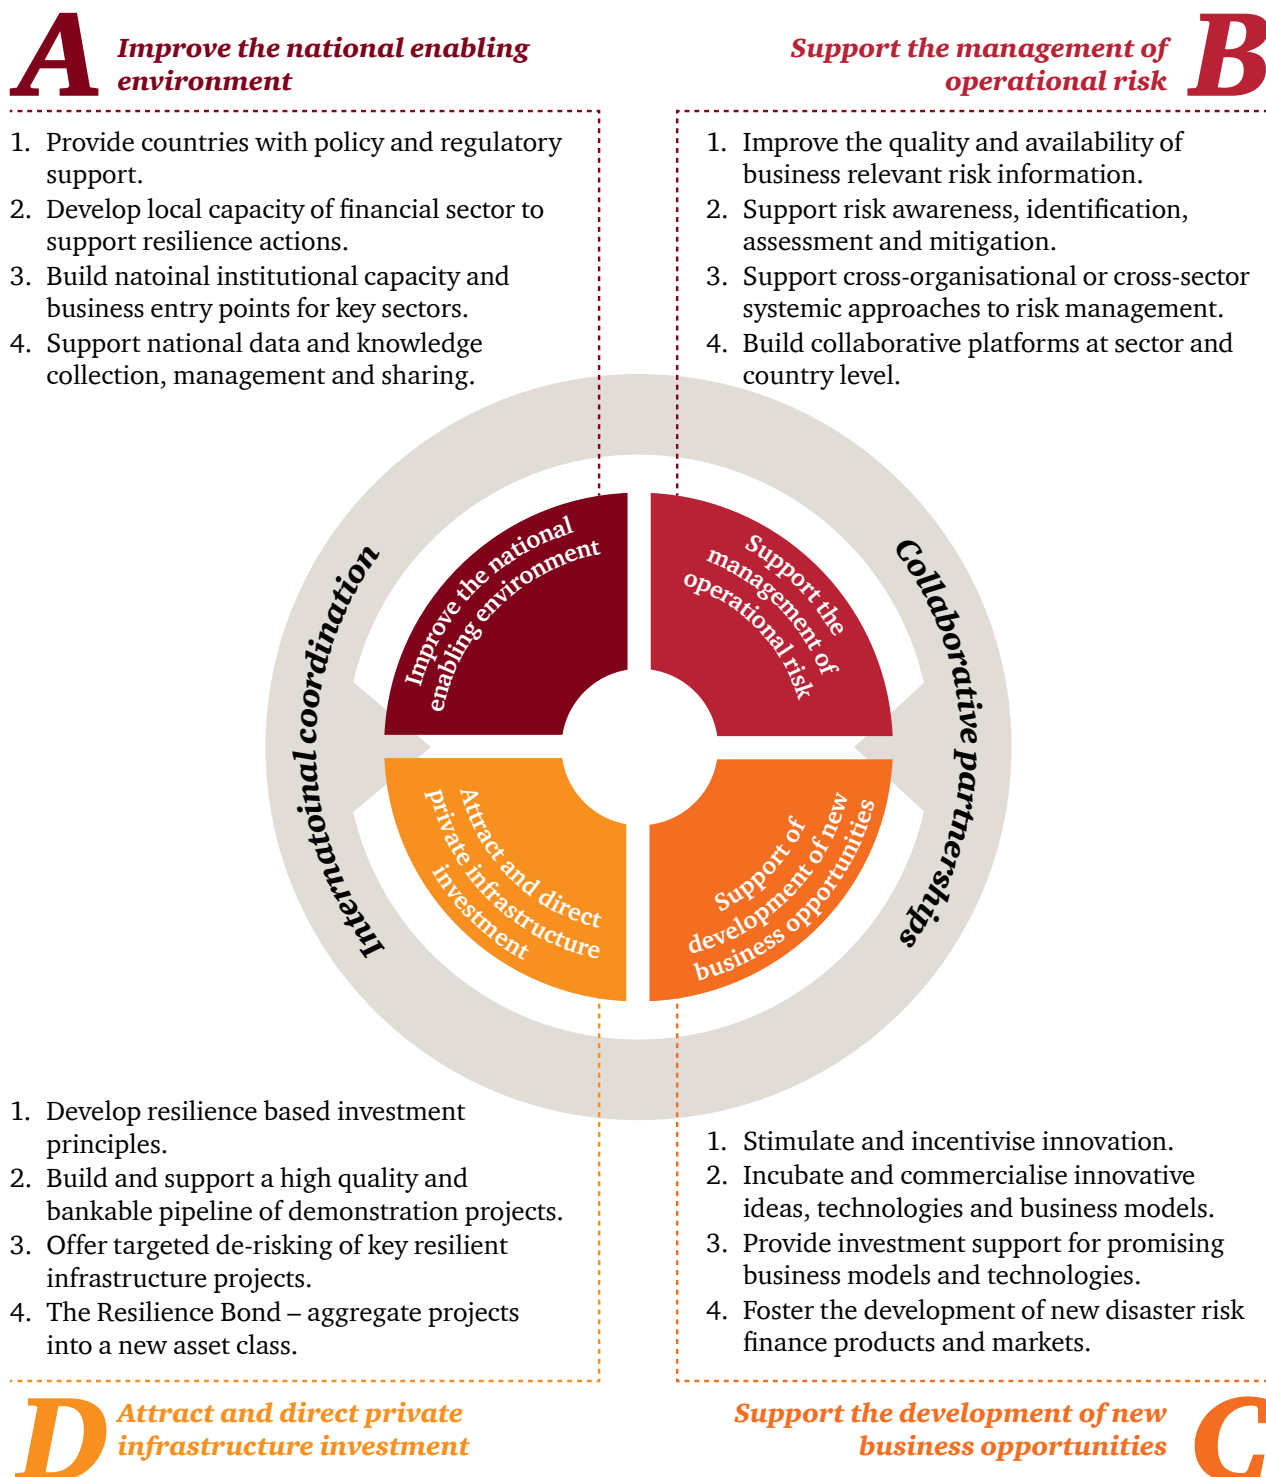 A
Improve the national enabling
environment
1. Provide countries with policy and regulatory
support.
2. Develop local capacity of financial sector to
support resilience actions.
3. Build natoinal institutional capacity and
business entry points for key sectors.
4. Support national data and knowledge
collection, management and sharing.
B
Support the management of
operational risk
1. Improve the quality and availability of
business relevant risk information.
2. Support risk awareness, identification,
assessment and mitigation.
3. Support cross-organisational or cross-sector
systemic approaches to risk management.
4. Build collaborative platforms at sector and
country level.
Internatoinal coordination
Improve the national
enabling environment
Support the
management of
operational risk
Collaborative partnerships
Attract and direct
private infrastructure
investment
Support of
development of new
business opportunities
1. Develop resilience based investment
principles.
2. Build and support a high quality and
bankable pipeline of demonstration projects.
3. Offer targeted de-risking of key resilient
infrastructure projects.
4. The Resilience Bond – aggregate projects
into a new asset class.
D
Attract and direct private
infrastructure investment
1. Stimulate and incentivise innovation.
2. Incubate and commercialise innovative
ideas, technologies and business models.
3. Provide investment support for promising
business models and technologies.
4. Foster the development of new disaster risk
finance products and markets.
Support the development of new
business opportunities
C